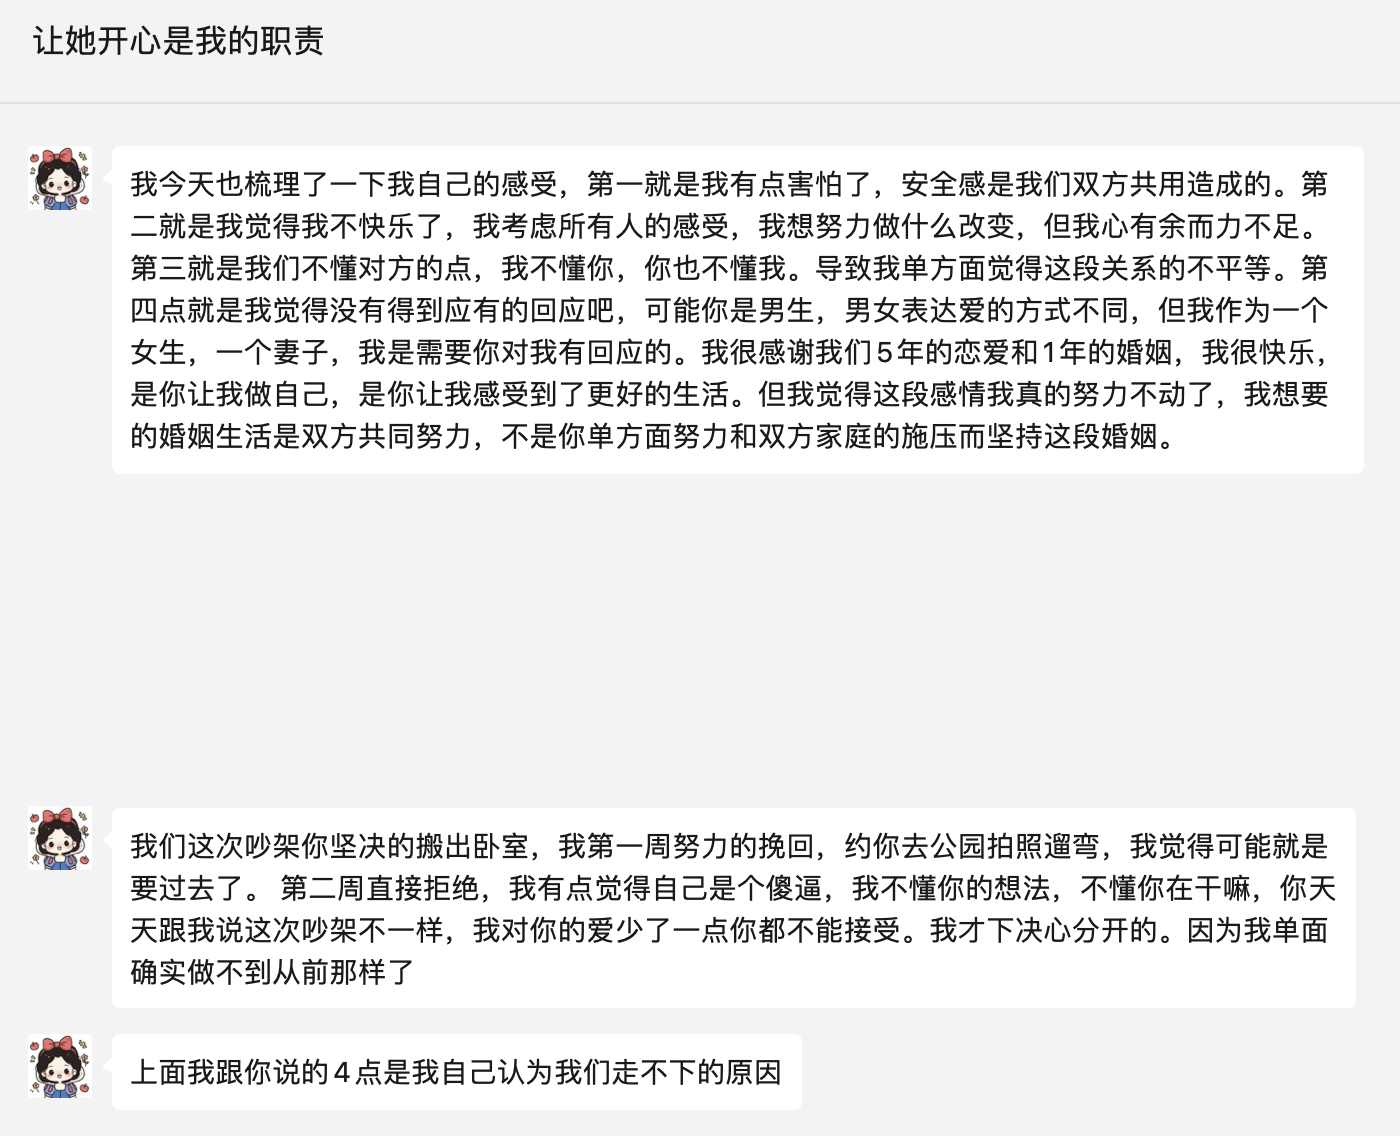 让她开心是我的职责
我今天也梳理了一下我自己的感受，第一就是我有点害怕了，安全感是我们双方共用造成的。第
二就是我觉得我不快乐了，我考虑所有人的感受，我想努力做什么改变，但我心有余而力不足。
第三就是我们不懂对方的点，我不懂你，你也不懂我。导致我单方面觉得这段关系的不平等。第
四点就是我觉得没有得到应有的回应吧，可能你是男生，男女表达爱的方式不同，但我作为一个
女生，一个妻子，我是需要你对我有回应的。我很感谢我们5年的恋爱和1年的婚姻，我很快乐，
是你让我做自己，是你让我感受到了更好的生活。但我觉得这段感情我真的努力不动了，我想要
的婚姻生活是双方共同努力，不是你单方面努力和双方家庭的施压而坚持这段婚姻。
我们这次吵架你坚决的搬出卧室，我第一周努力的挽回，约你去公园拍照遛弯，我觉得可能就是
要过去了。 第二周直接拒绝，我有点觉得自己是个傻逼，我不懂你的想法，不懂你在干嘛，你天
天跟我说这次吵架不一样，我对你的爱少了一点你都不能接受。我才下决心分开的。因为我单面
确实做不到从前那样了
上面我跟你说的4点是我自己认为我们走不下的原因